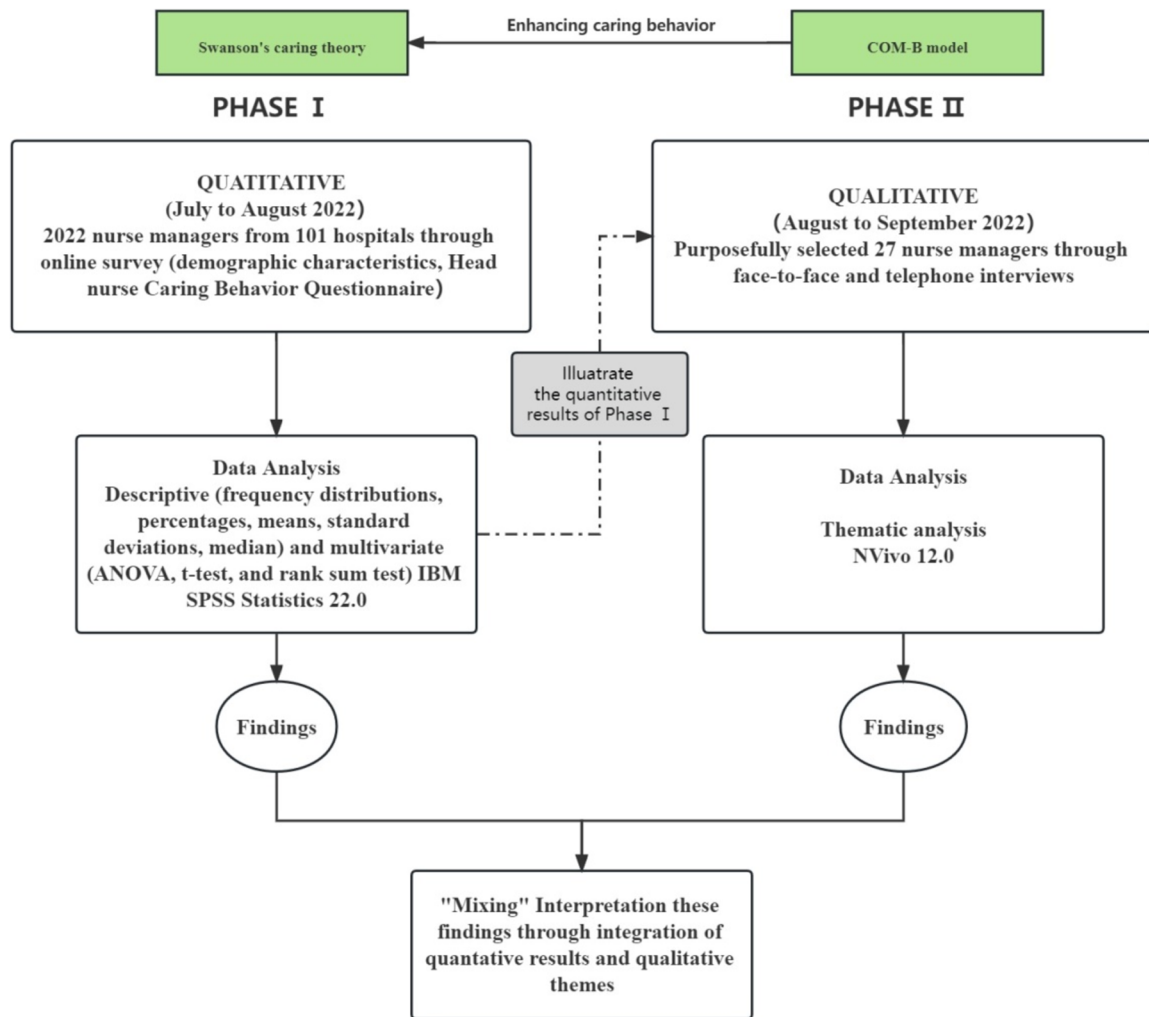 Enhancing caring behavior
Swanson's caring theory
COM-B model
PHASE Ⅰ
PHASE Ⅱ
QUATITATIVE
(July to August 2022)
2022 nurse managers from 101 hospitals through
online survey (demographic characteristics, Head
nurse Caring Behavior Questionnaire)
QUALITATIVE
(August to September 2022)
Purposefully selected 27 nurse managers through
face-to-face and telephone interviews
Illuatrate
the quantitative
results of Phase Ⅰ
Data Analysis
Descriptive (frequency distributions,
percentages, means, standard
deviations, median) and multivariate
(ANOVA, t-test, and rank sum test) IBM
SPSS Statistics 22.0
Data Analysis
Thematic analysis
NVivo 12.0
Findings
Findings
"Mixing" Interpretation these
findings through integration of
quantative results and qualitative
themes